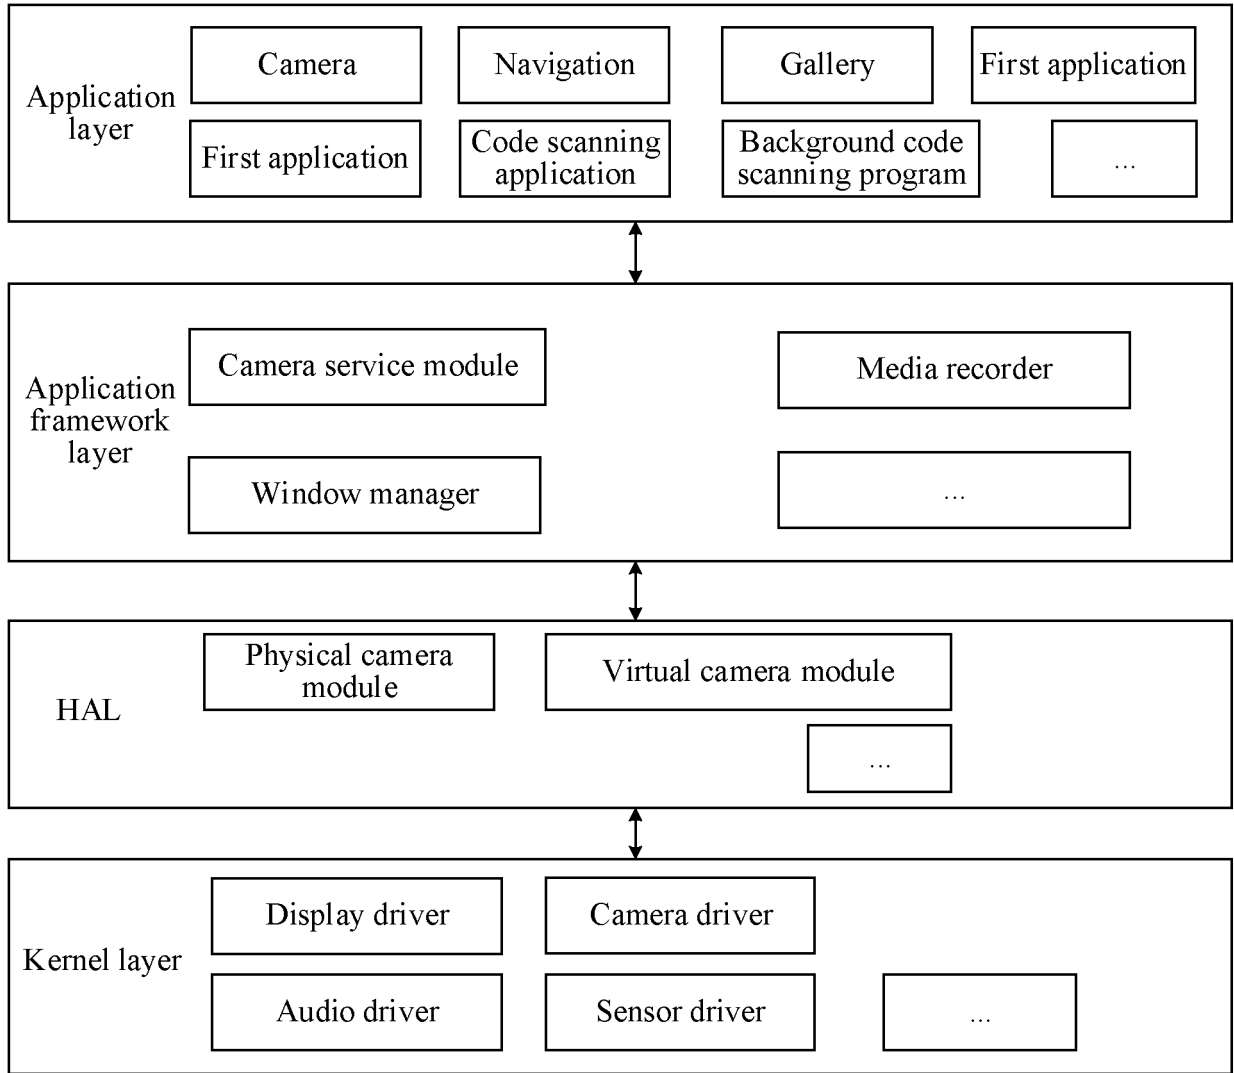 Camera
Navigation
Gallery
First application
Application
layer
First application
Code scanning
application
Background code
scanning program
...
Camera service module
Media recorder
Application
framework
layer
Window manager
...
Physical camera
module
Virtual camera module
HAL
...
Display driver
Camera driver
Kernel layer
Audio driver
Sensor driver
...